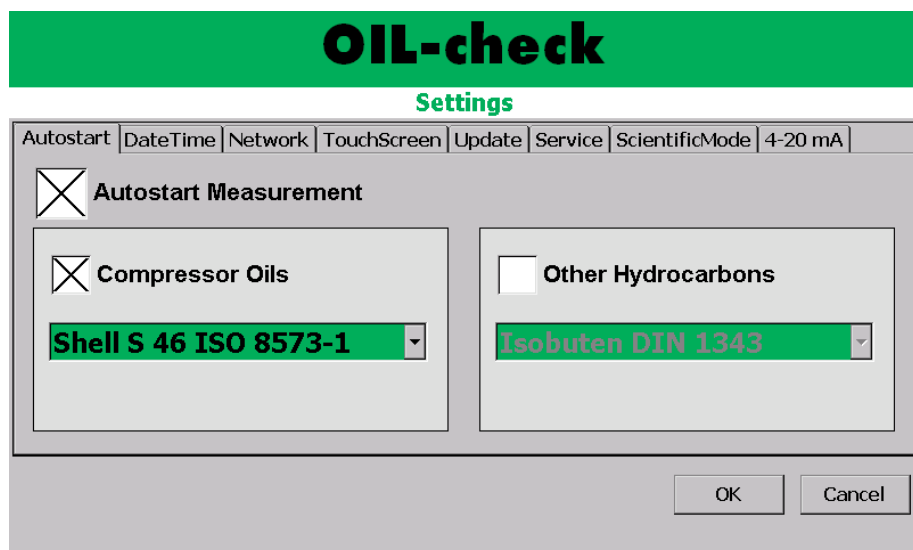 OIL-check
Settings
Autostart DateTime Network TouchScreen Update Service ScientificMode 4-20 mA
Autostart Measurement
Compressor Oils
Other Hydrocarbons
Shell S 46 ISO 8573-1
Isobuten DIN 1343
OK Cancel